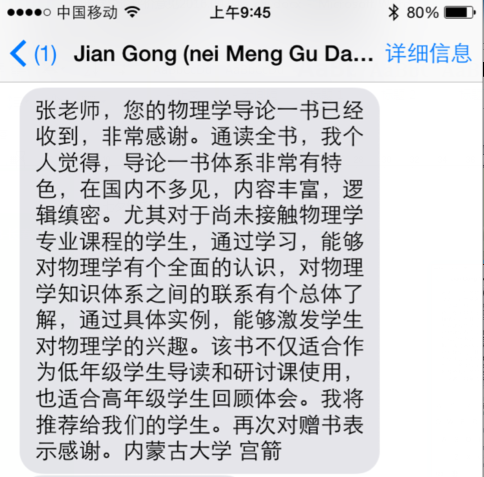 中国移动 上午9:45 80%
(1) Jian Gong (nei Meng Gu Da... 详细信息
张老师，您的物理学导论一书已经
收到，非常感谢。通读全书，我个
人觉得，导论一书体系非常有特
色，在国内不多见，内容丰富，逻
辑缜密。尤其对于尚未接触物理学
专业课程的学生，通过学习，能够
对物理学有个全面的认识，对物理
学知识体系之间的联系有个总体了
解，通过具体实例，能够激发学生
对物理学的兴趣。该书不仅适合作
为低年级学生导读和研讨课使用，
也适合高年级学生回顾体会。我将
推荐给我们的学生。再次对赠书表
示感谢。内蒙古大学 宫箭